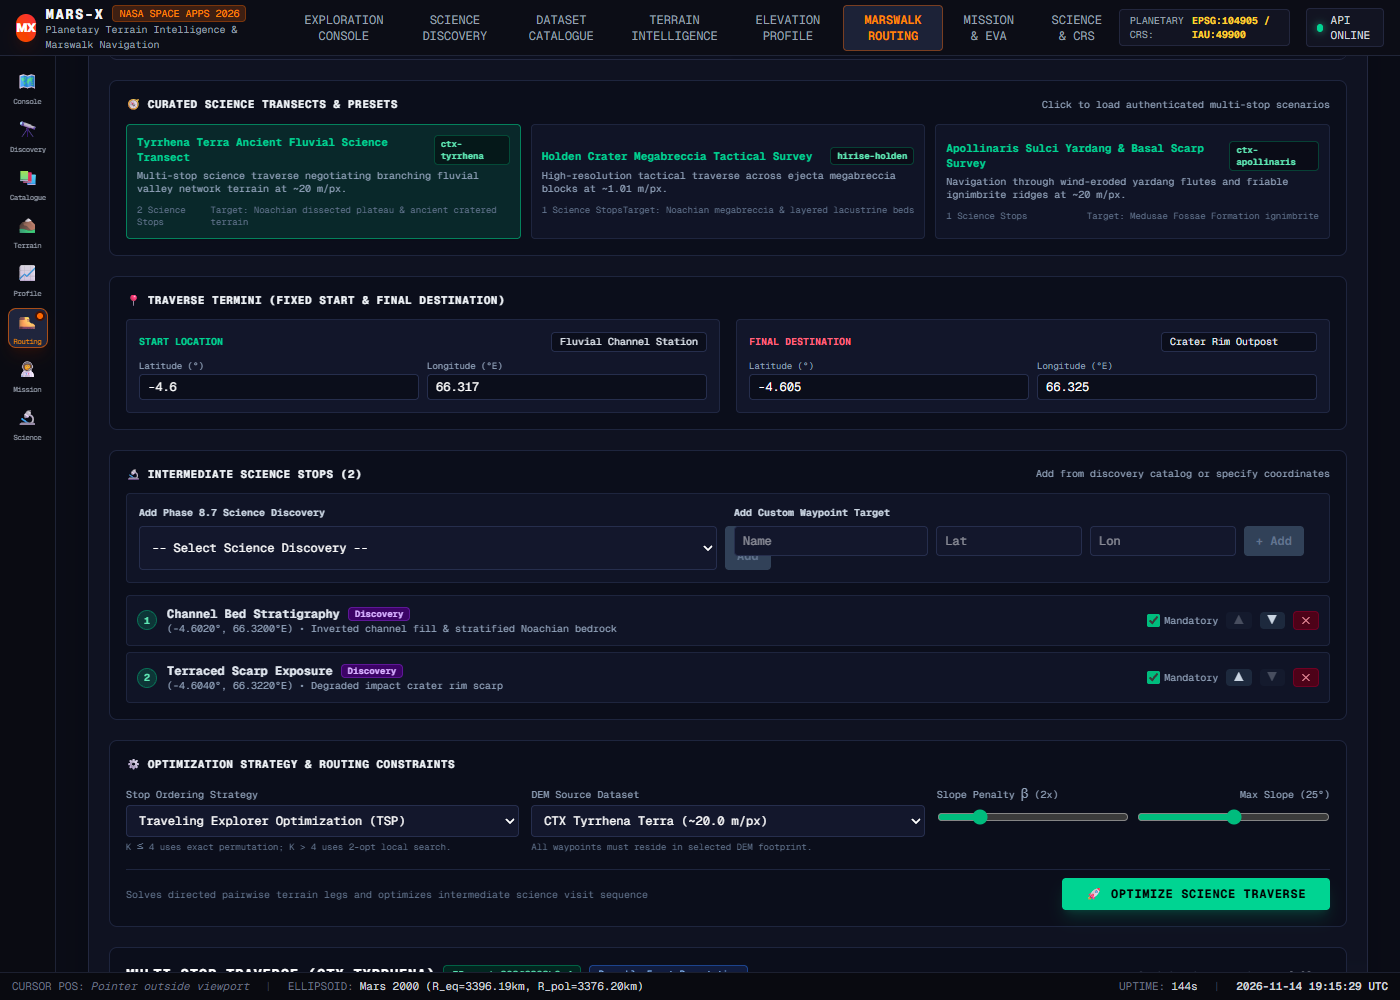 MX
MARS-X
NASA SPACE APPS 2026
Planetary Terrain Intelligence &
Marswalk Navigation
EXPLORATION
CONSOLE
SCIENCE
DISCOVERY
DATASET
CATALOGUE
TERRAIN
INTELLIGENCE
ELEVATION
PROFILE
MARSWALK
ROUTING
MISSION
& EVA
SCIENCE
& CRS
PLANETARY
CRS:
EPSG:104905 /
IAU:49900
API
ONLINE
Console
Discovery
Catalogue
Terrain
Profile
Routing
Mission
Science
CURATED SCIENCE TRANSECTS & PRESETS
Click to load authenticated multi-stop scenarios
Tyrrhena Terra Ancient Fluvial Science
Transect
ctx-
tyrrhena
Multi-stop science traverse negotiating branching fluvial
valley network terrain at ~20 m/px.
2 Science
Stops
Target: Noachian dissected plateau & ancient cratered
terrain
Holden Crater Megabreccia Tactical Survey
hirise-holden
High-resolution tactical traverse across ejecta megabreccia
blocks at ~1.01 m/px.
1 Science Stops
Target: Noachian megabreccia & layered lacustrine beds
Apollinaris Sulci Yardang & Basal Scarp
Survey
ctx-
apollinaris
Navigation through wind-eroded yardang flutes and friable
ignimbrite ridges at ~20 m/px.
1 Science Stops
Target: Medusae Fossae Formation ignimbrite
TRAVERSE TERMINI (FIXED START & FINAL DESTINATION)
START LOCATION
Fluvial Channel Station
Latitude (°)
Longitude (°E)
-4.6
66.317
FINAL DESTINATION
Crater Rim Outpost
Latitude (°)
Longitude (°E)
-4.605
66.325
INTERMEDIATE SCIENCE STOPS (2)
Add from discovery catalog or specify coordinates
Add Phase 8.7 Science Discovery
-- Select Science Discovery --
Add
Add Custom Waypoint Target
Name
Lat
Lon
+ Add
1
Channel Bed Stratigraphy
Discovery
(-4.6020°, 66.3200°E) • Inverted channel fill & stratified Noachian bedrock
Mandatory
▲
▼
✕
2
Terraced Scarp Exposure
Discovery
(-4.6040°, 66.3220°E) • Degraded impact crater rim scarp
Mandatory
▲
▼
✕
OPTIMIZATION STRATEGY & ROUTING CONSTRAINTS
Stop Ordering Strategy
Traveling Explorer Optimization (TSP)
K ≤ 4 uses exact permutation; K > 4 uses 2-opt local search.
DEM Source Dataset
CTX Tyrrhena Terra (~20.0 m/px)
All waypoints must reside in selected DEM footprint.
Slope Penalty β (2x)
Max Slope (25°)
Solves directed pairwise terrain legs and optimizes intermediate science visit sequence
OPTIMIZE SCIENCE TRAVERSE
MULTI-STOP TRAVERSE (CTX-TYRRHENA)
CURSOR POS: Pointer outside viewport
|
ELLIPSOID: Mars 2000 (R_eq=3396.19km, R_pol=3376.20km)
UPTIME: 144s
|
2026-11-14 19:15:29 UTC